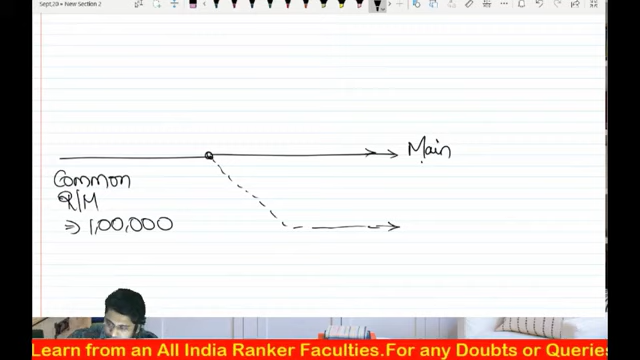 Sept,20 • New Section 2
Main
Common
R/M
⇒ 1,00,000
Learn from an All India Ranker Faculties.For any Doubts or Queries